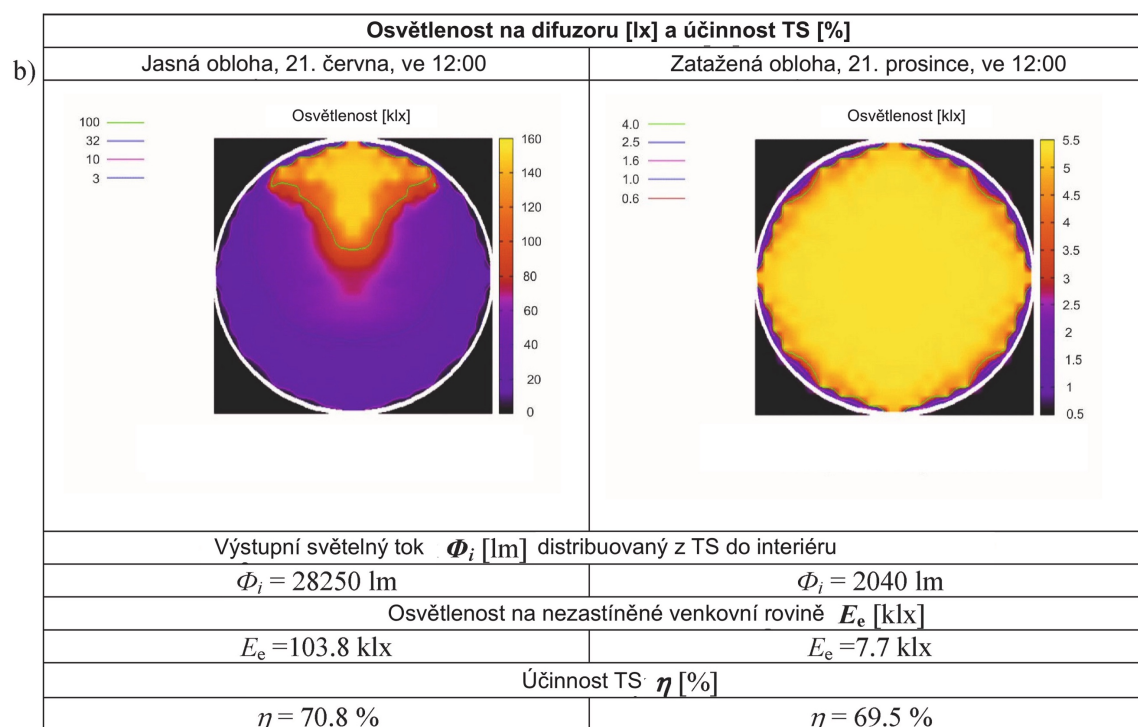 Osvětlenost na difuzoru [lx] a účinnost TS [%]
b)
Jasná obloha, 21. června, ve 12:00
Zatažená obloha, 21. prosince, ve 12:00
Osvětlenost [klx]
100
32
10
3
160
140
120
100
80
60
40
20
0
Osvětlenost [klx]
4.0
2.5
1.6
1.0
0.6
5.5
5
4.5
4
3.5
3
2.5
2
1.5
1
0.5
Výstupní světelný tok Φi [lm] distribuovaný z TS do interiéru
Φi = 28250 lm
Φi = 2040 lm
Osvětlenost na nezastíněné venkovní rovině Ee [klx]
Ee =103.8 klx
Ee =7.7 klx
Účinnost TS η [%]
η = 70.8 %
η = 69.5 %